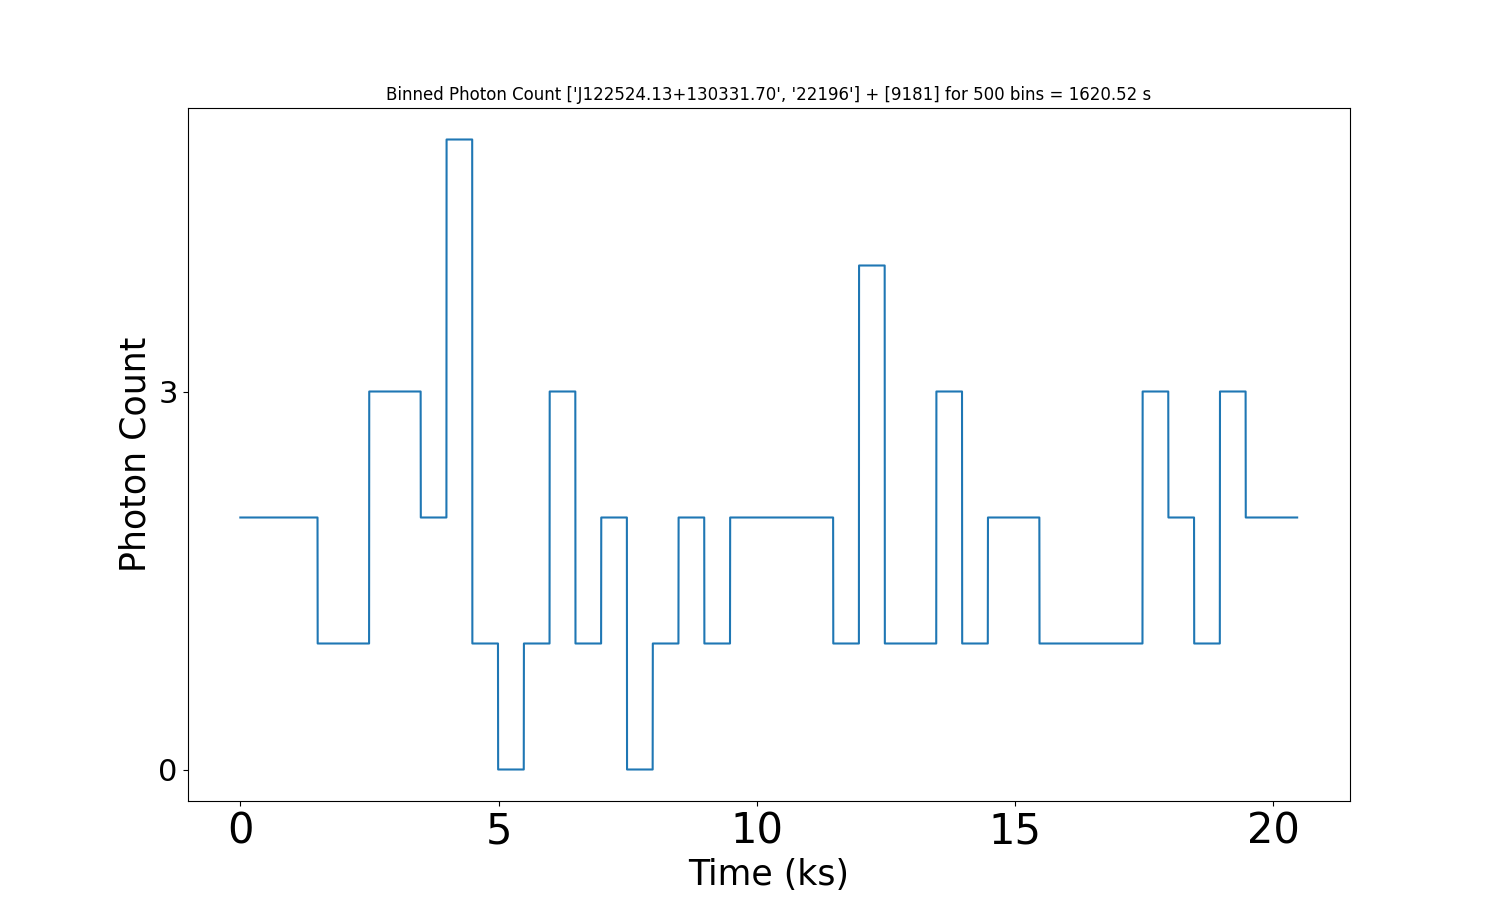 Binned Photon Count ['J122524.13+130331.70', '22196'] + [9181] for 500 bins = 1620.52 s
Photon Count
3
0
0 5 10 15 20
Time (ks)